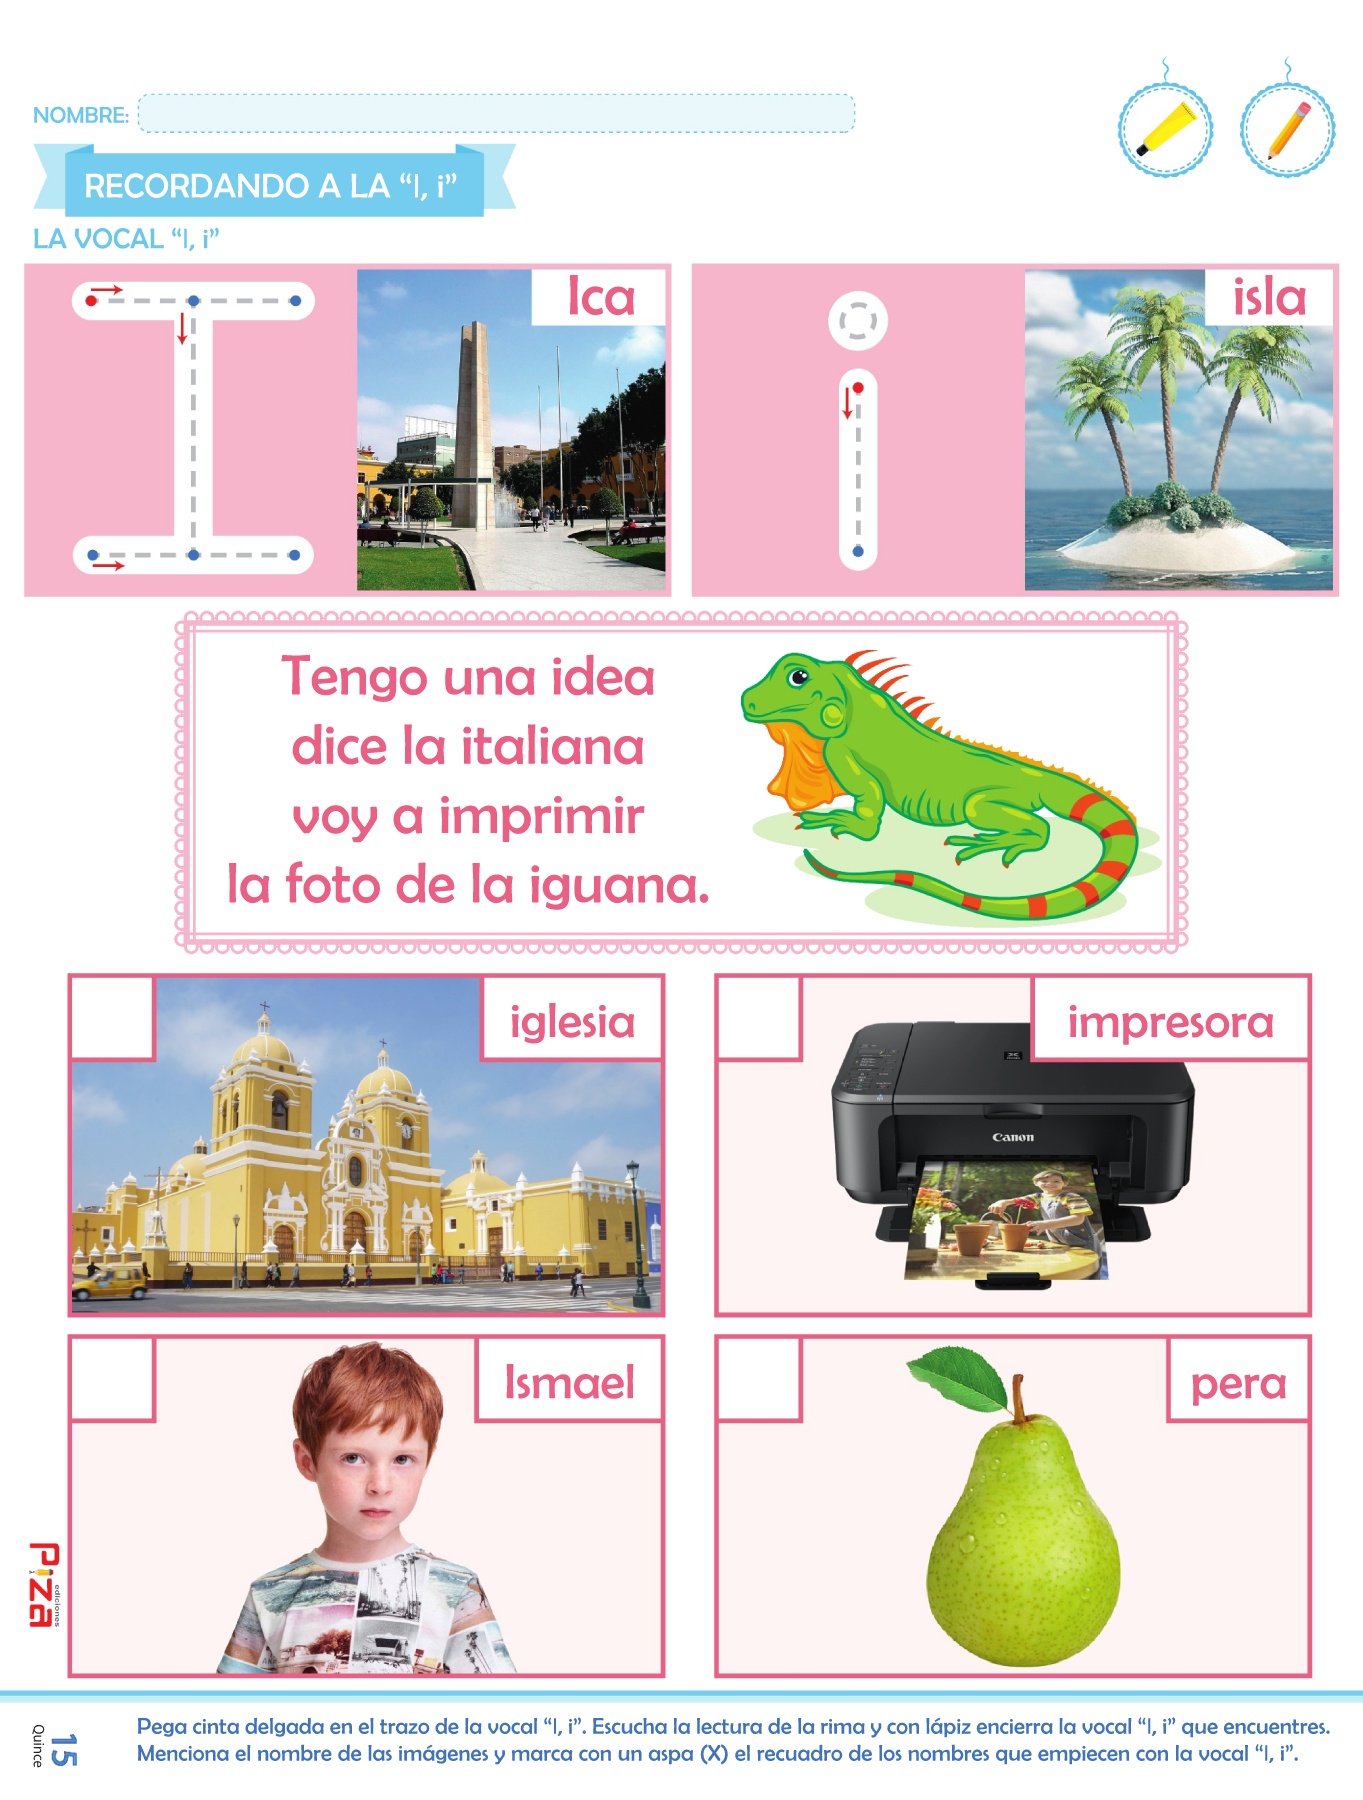 NOMBRE:
RECORDANDO A LA “I, i”
LA VOCAL “I, i”
Ica
isla
Tengo una idea
dice la italiana
voy a imprimir
la foto de la iguana.
iglesia
impresora
Canon
Ismael
pera
Piza
ediciones
15
Quince
Pega cinta delgada en el trazo de la vocal “I, i”. Escucha la lectura de la rima y con lápiz encierra la vocal “I, i” que encuentres.
Menciona el nombre de las imágenes y marca con un aspa (X) el recuadro de los nombres que empiecen con la vocal “I, i”.